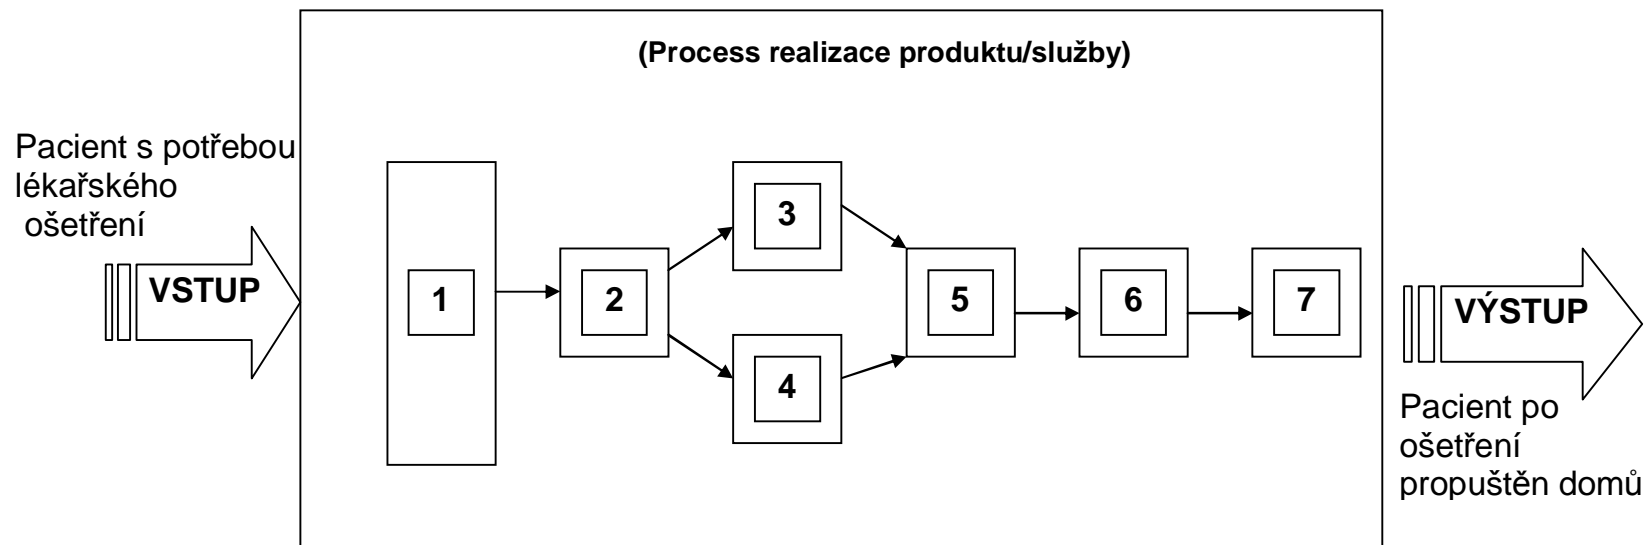 (Process realizace produktu/služby)
Pacient s potřebou
lékařského
ošetření
VSTUP
1
2
3
4
5
6
7
VÝSTUP
Pacient po
ošetření
propuštěn domů